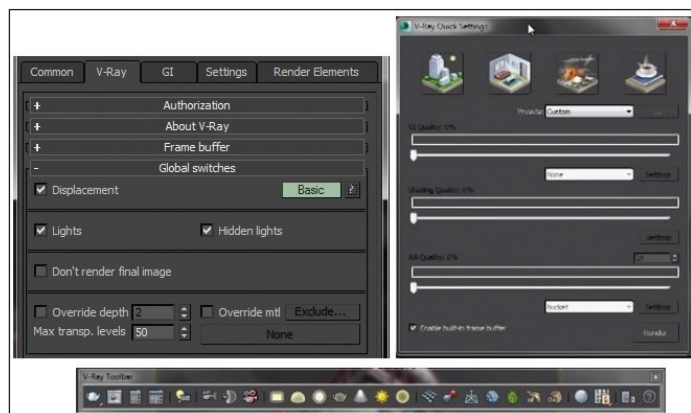 Common V-Ray GI Settings Render Elements
+ Authorization
+ About V-Ray
+ Frame buffer
- Global switches
Displacement Basic ?
Lights Hidden lights
Don't render final image
Override depth 2 Override mtl Exclude...
Max transp. levels 50 None
V-Ray Quick Settings
Presets: Custom ...
GI Quality: 0%
None Settings
Shading Quality: 0%
Settings
AA Quality: 0%
bucket Settings
Enable built-in frame buffer Render
V-Ray Toolbar